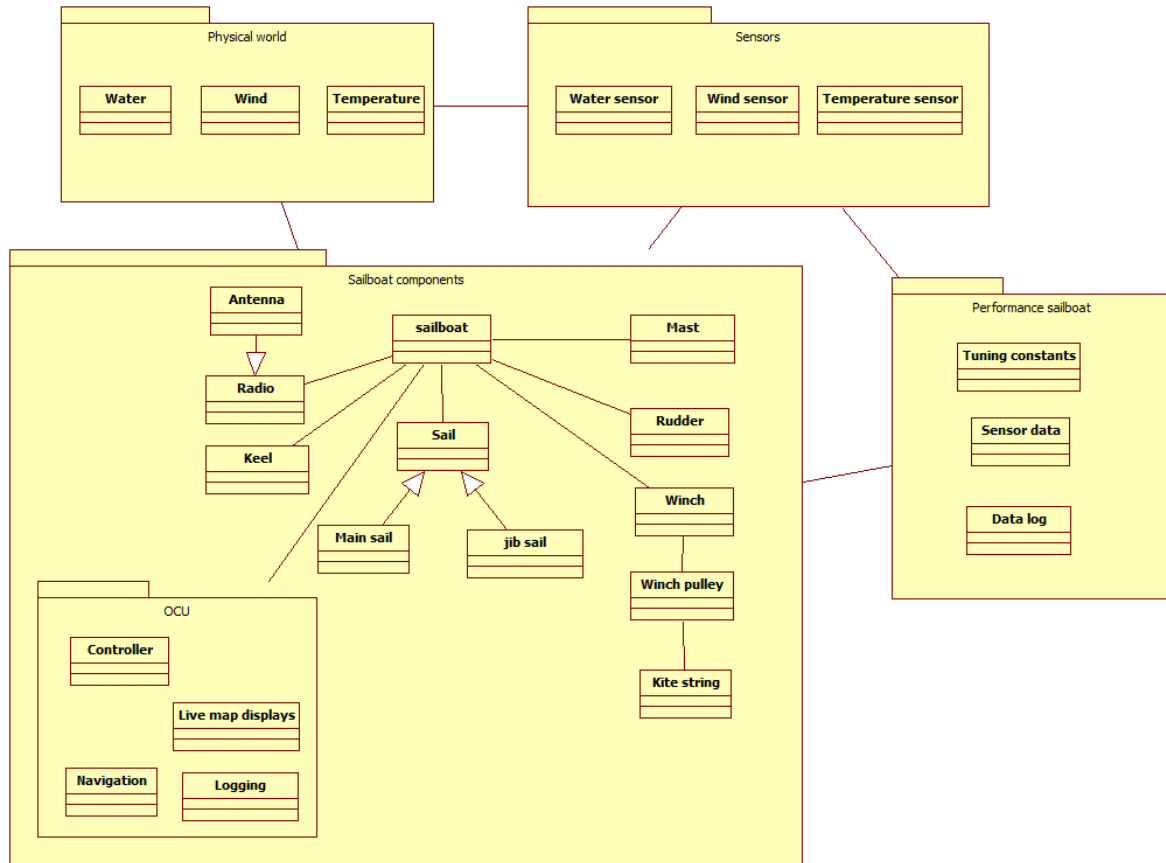 Physical world
Water
Wind
Temperature
Sensors
Water sensor
Wind sensor
Temperature sensor
Sailboat components
Antenna
sailboat
Mast
Radio
Keel
Sail
Rudder
Main sail
jib sail
Winch
Winch pulley
Kite string
OCU
Controller
Live map displays
Navigation
Logging
Performance sailboat
Tuning constants
Sensor data
Data log